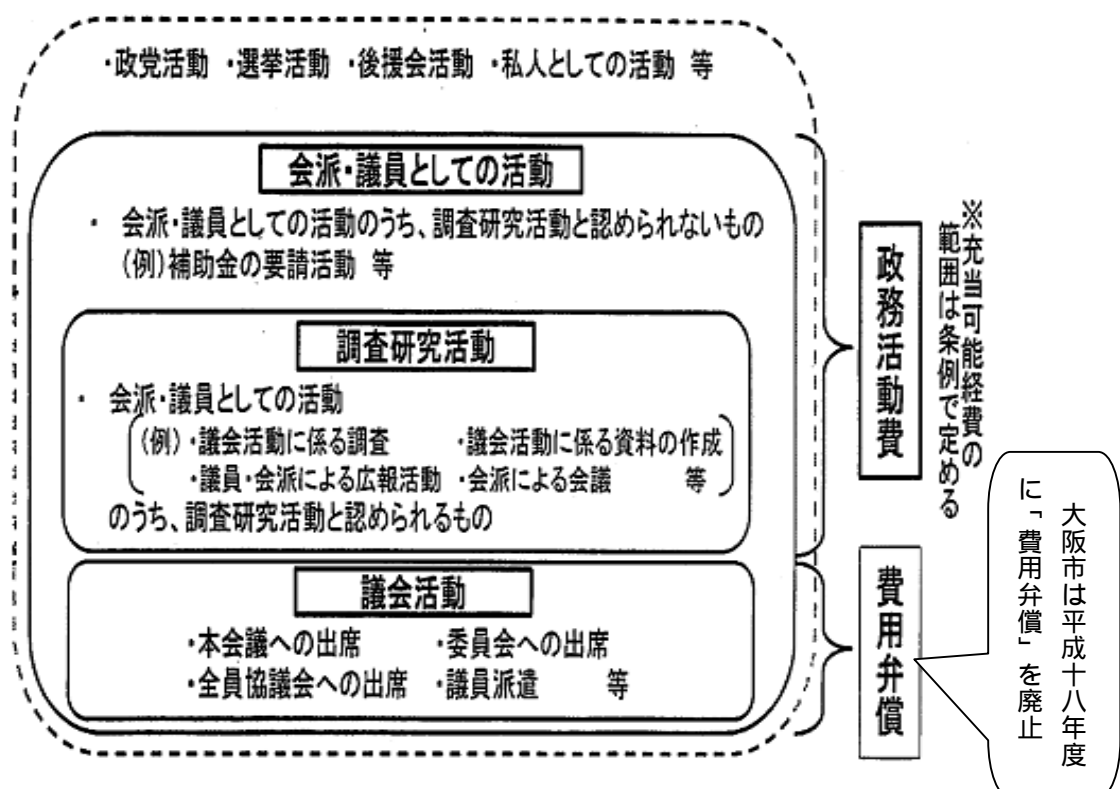 ・政党活動 ・選挙活動 ・後援会活動 ・私人としての活動 等
会派・議員としての活動
・ 会派・議員としての活動のうち、調査研究活動と認められないもの
(例)補助金の要請活動 等
調査研究活動
・ 会派・議員としての活動
(例)・議会活動に係る調査 ・議会活動に係る資料の作成
・議員・会派による広報活動 ・会派による会議 等
のうち、調査研究活動と認められるもの
議会活動
・本会議への出席 ・委員会への出席
・全員協議会への出席 ・議員派遣 等
政務活動費
※充当可能経費の
範囲は条例で定める
費用弁償
大阪市は平成十八年度
に「費用弁償」を廃止